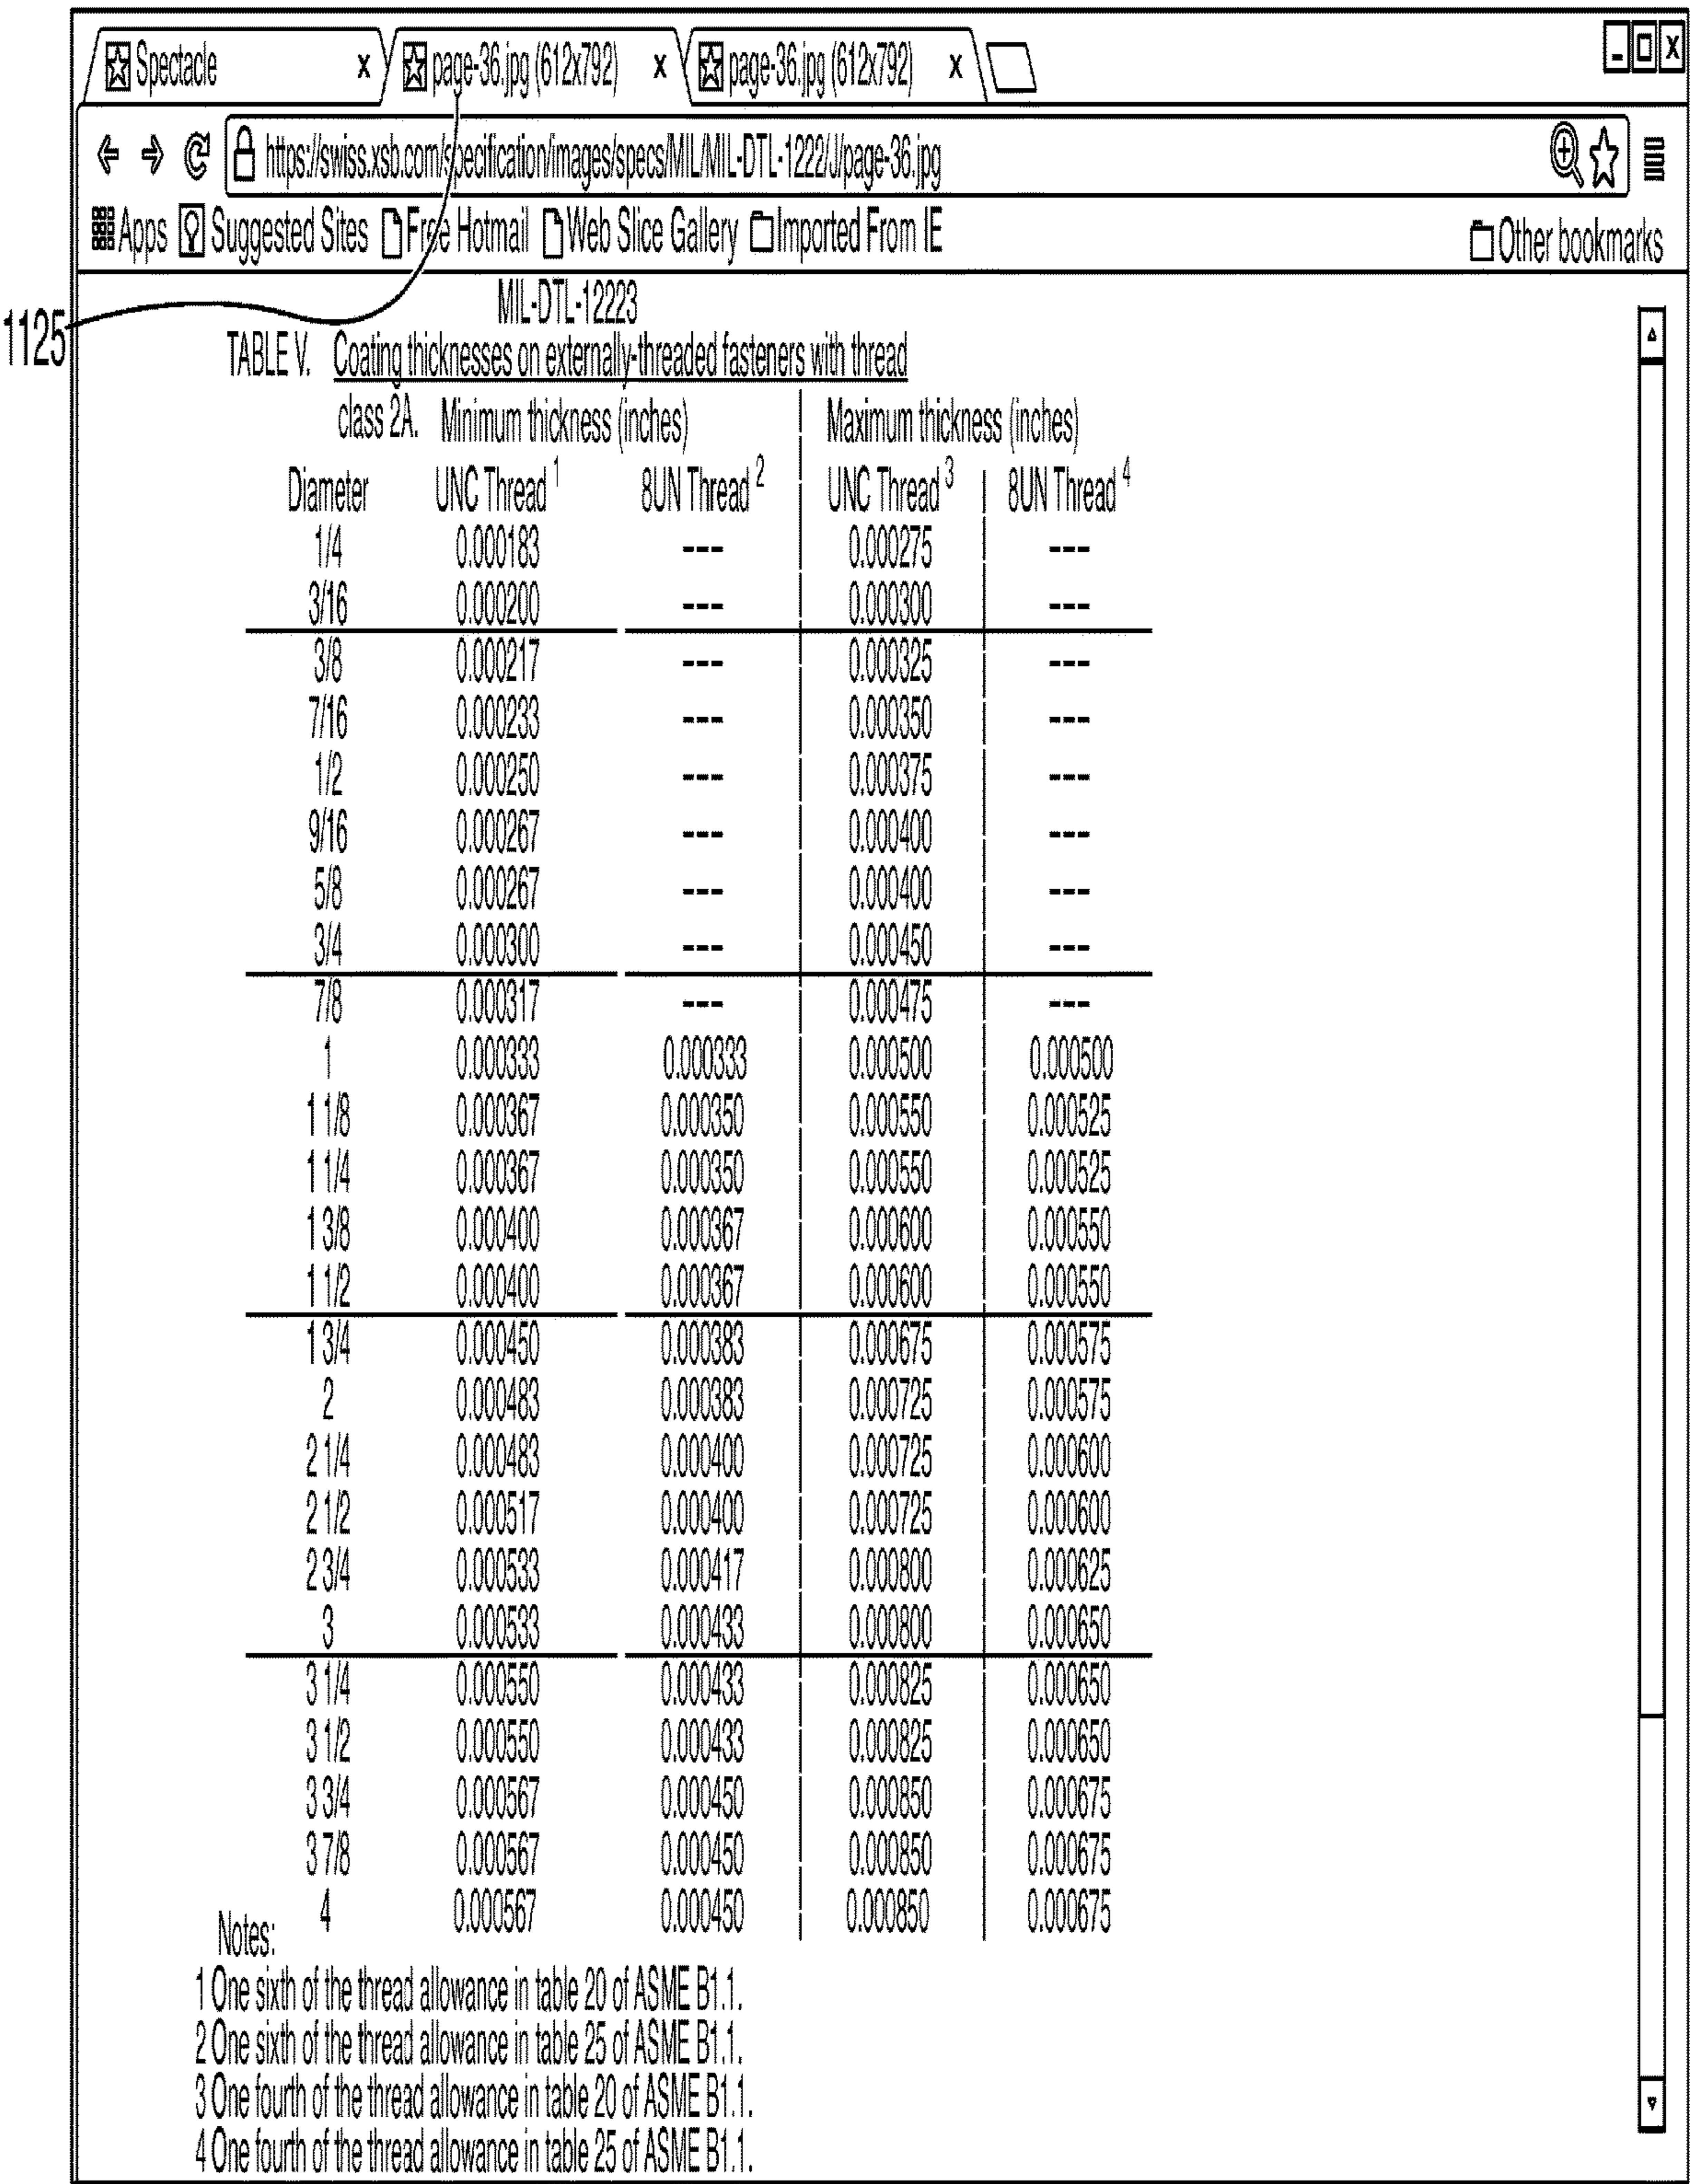 Spectacle x page-36.jpg (612x792) x page-36.jpg (612x792) x - X
https://swiss.xsb.com/specification/images/specs/MIL/MIL-DTL-1222/J/page-36.jpg
Apps Suggested Sites Free Hotmail Web Slice Gallery Imported From IE Other bookmarks
1125
MIL-DTL-12223
TABLE V. Coating thicknesses on externally-threaded fasteners with thread
class 2A. Minimum thickness (inches) Maximum thickness (inches)
Diameter UNC Thread 1 8UN Thread 2 UNC Thread 3 8UN Thread 4
1/4 0.000183 --- 0.000275 ---
3/16 0.000200 --- 0.000300 ---
3/8 0.000217 --- 0.000325 ---
7/16 0.000233 --- 0.000350 ---
1/2 0.000250 --- 0.000375 ---
9/16 0.000267 --- 0.000400 ---
5/8 0.000267 --- 0.000400 ---
3/4 0.000300 --- 0.000450 ---
7/8 0.000317 --- 0.000475 ---
1 0.000333 0.000333 0.000500 0.000500
1 1/8 0.000367 0.000350 0.000550 0.000525
1 1/4 0.000367 0.000350 0.000550 0.000525
1 3/8 0.000400 0.000367 0.000600 0.000550
1 1/2 0.000400 0.000367 0.000600 0.000550
1 3/4 0.000450 0.000383 0.000675 0.000575
2 0.000483 0.000383 0.000725 0.000575
2 1/4 0.000483 0.000400 0.000725 0.000600
2 1/2 0.000517 0.000400 0.000725 0.000600
2 3/4 0.000533 0.000417 0.000800 0.000625
3 0.000533 0.000433 0.000800 0.000650
3 1/4 0.000550 0.000433 0.000825 0.000650
3 1/2 0.000550 0.000433 0.000825 0.000650
3 3/4 0.000567 0.000450 0.000850 0.000675
3 7/8 0.000567 0.000450 0.000850 0.000675
4 0.000567 0.000450 0.000850 0.000675
Notes:
1 One sixth of the thread allowance in table 20 of ASME B1.1.
2 One sixth of the thread allowance in table 25 of ASME B1.1.
3 One fourth of the thread allowance in table 20 of ASME B1.1.
4 One fourth of the thread allowance in table 25 of ASME B1.1.